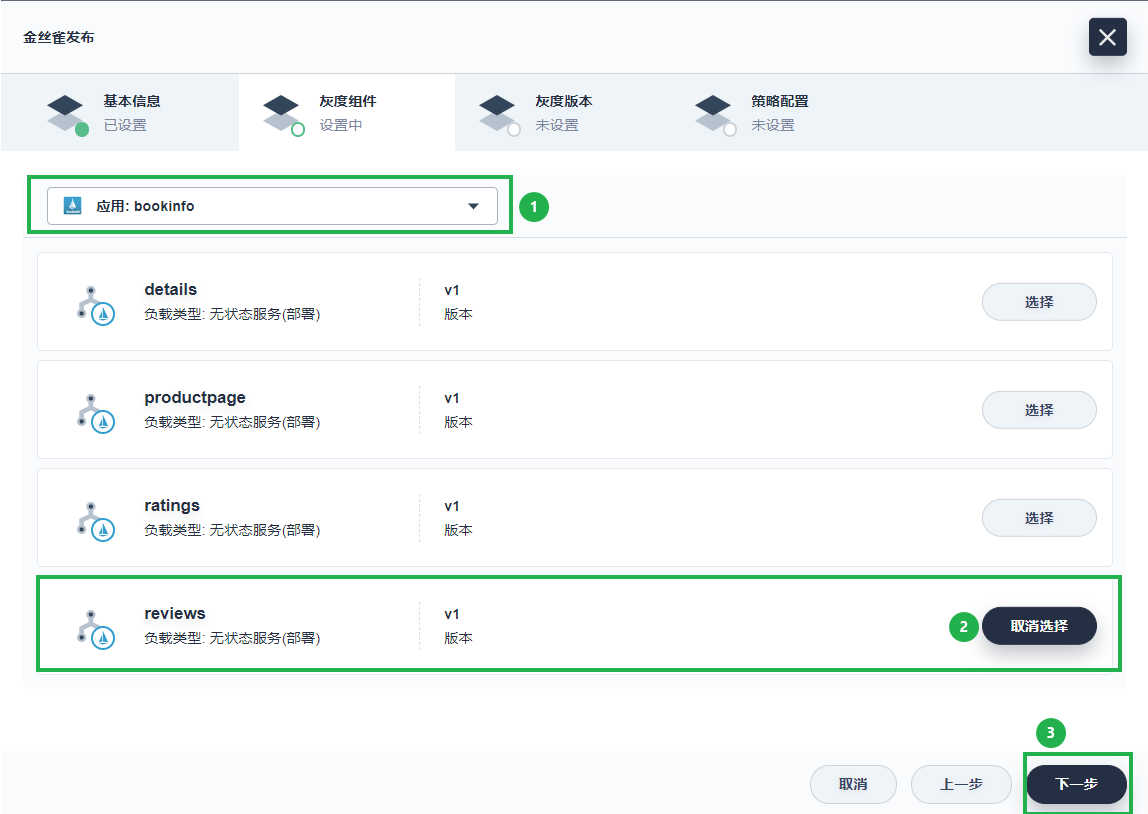 金丝雀发布
基本信息
已设置
灰度组件
设置中
灰度版本
未设置
策略配置
未设置
应用: bookinfo
1
details
负载类型: 无状态服务(部署)
v1
版本
选择
productpage
负载类型: 无状态服务(部署)
v1
版本
选择
ratings
负载类型: 无状态服务(部署)
v1
版本
选择
reviews
负载类型: 无状态服务(部署)
v1
版本
2
取消选择
3
取消
上一步
下一步